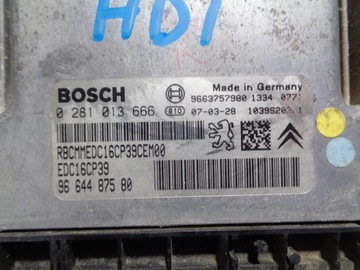 HDI
BOSCH
Made in Germany
9663757980 1334
0 281 013 666 610 07-03-28
RBCMMEDC16CP39CEM00
EDC16CP39
96 644 875 80